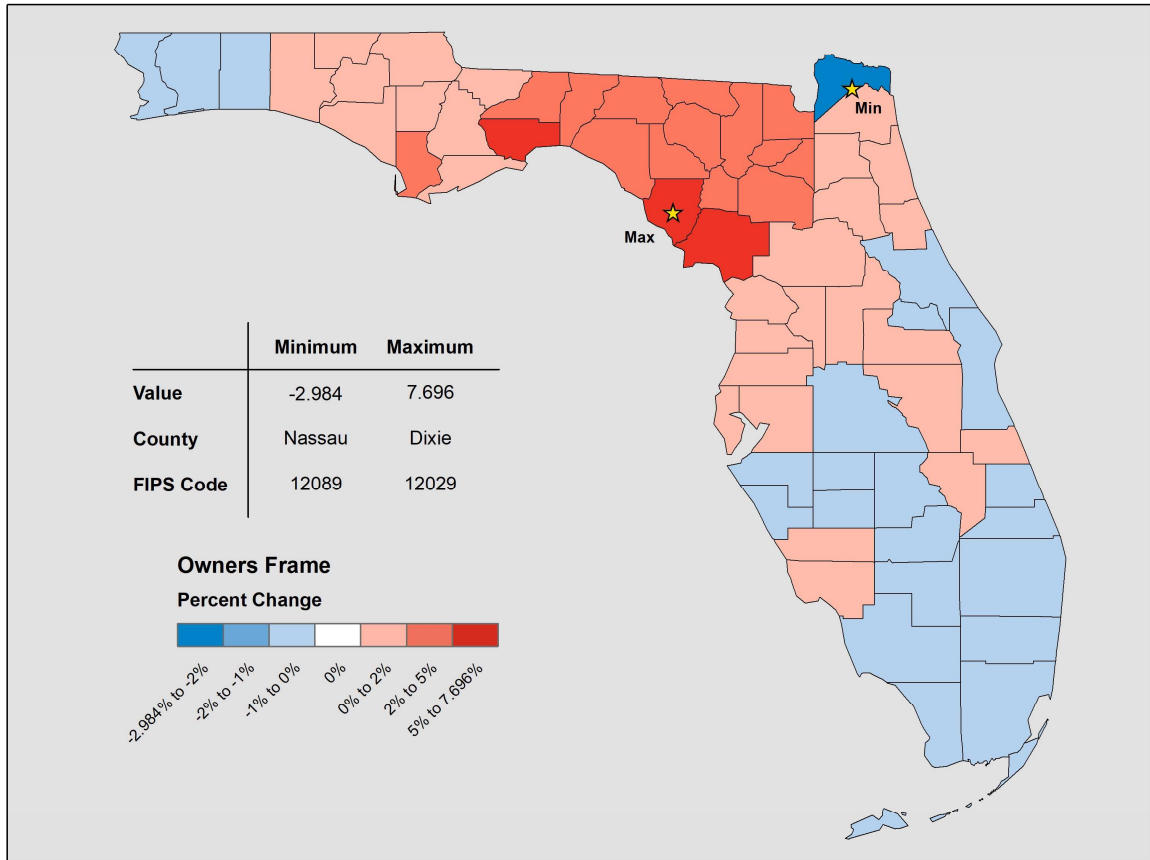 Min
Max
Minimum Maximum
Value -2.984 7.696
County Nassau Dixie
FIPS Code 12089 12029
Owners Frame
Percent Change
-2.984% to -2%
-2% to -1%
-1% to 0%
0%
0% to 2%
2% to 5%
5% to 7.696%